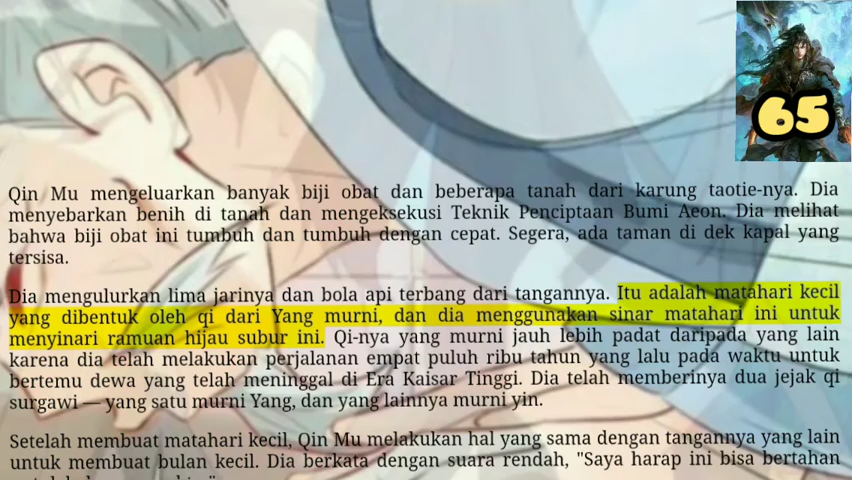 65
Qin Mu mengeluarkan banyak biji obat dan beberapa tanah dari karung taotie-nya. Dia
menyebarkan benih di tanah dan mengeksekusi Teknik Penciptaan Bumi Aeon. Dia melihat
bahwa biji obat ini tumbuh dan tumbuh dengan cepat. Segera, ada taman di dek kapal yang
tersisa.
Dia mengulurkan lima jarinya dan bola api terbang dari tangannya. Itu adalah matahari kecil
yang dibentuk oleh qi dari Yang murni, dan dia menggunakan sinar matahari ini untuk
menyinari ramuan hijau subur ini. Qi-nya yang murni jauh lebih padat daripada yang lain
karena dia telah melakukan perjalanan empat puluh ribu tahun yang lalu pada waktu untuk
bertemu dewa yang telah meninggal di Era Kaisar Tinggi. Dia telah memberinya dua jejak qi
surgawi — yang satu murni Yang, dan yang lainnya murni yin.
Setelah membuat matahari kecil, Qin Mu melakukan hal yang sama dengan tangannya yang lain
untuk membuat bulan kecil. Dia berkata dengan suara rendah, "Saya harap ini bisa bertahan